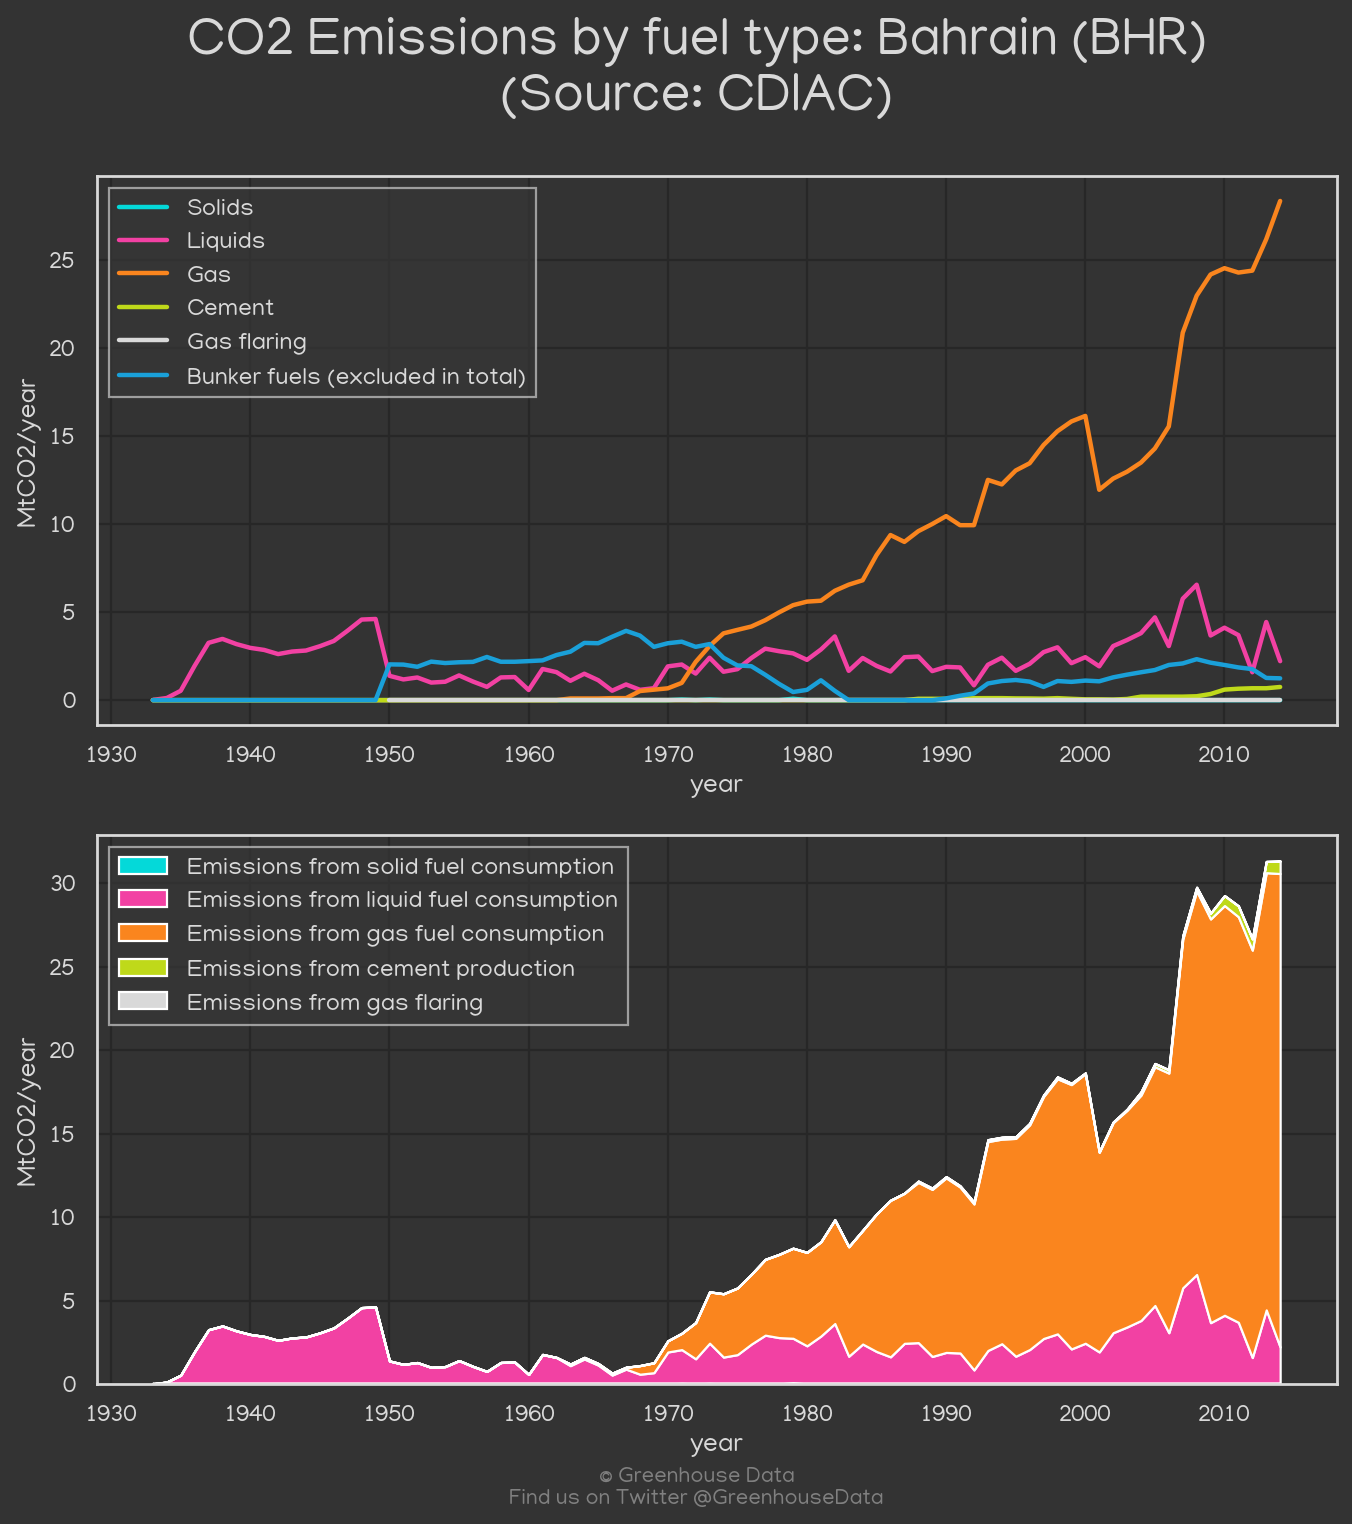 CO2 Emissions by fuel type: Bahrain (BHR)
(Source: CDIAC)
Solids
Liquids
Gas
Cement
Gas flaring
Bunker fuels (excluded in total)
25
20
15
10
5
0
MtCO2/year
1930 1940 1950 1960 1970 1980 1990 2000 2010
year
Emissions from solid fuel consumption
Emissions from liquid fuel consumption
Emissions from gas fuel consumption
Emissions from cement production
Emissions from gas flaring
30
25
20
15
10
5
0
MtCO2/year
1930 1940 1950 1960 1970 1980 1990 2000 2010
year
© Greenhouse Data
Find us on Twitter @GreenhouseData